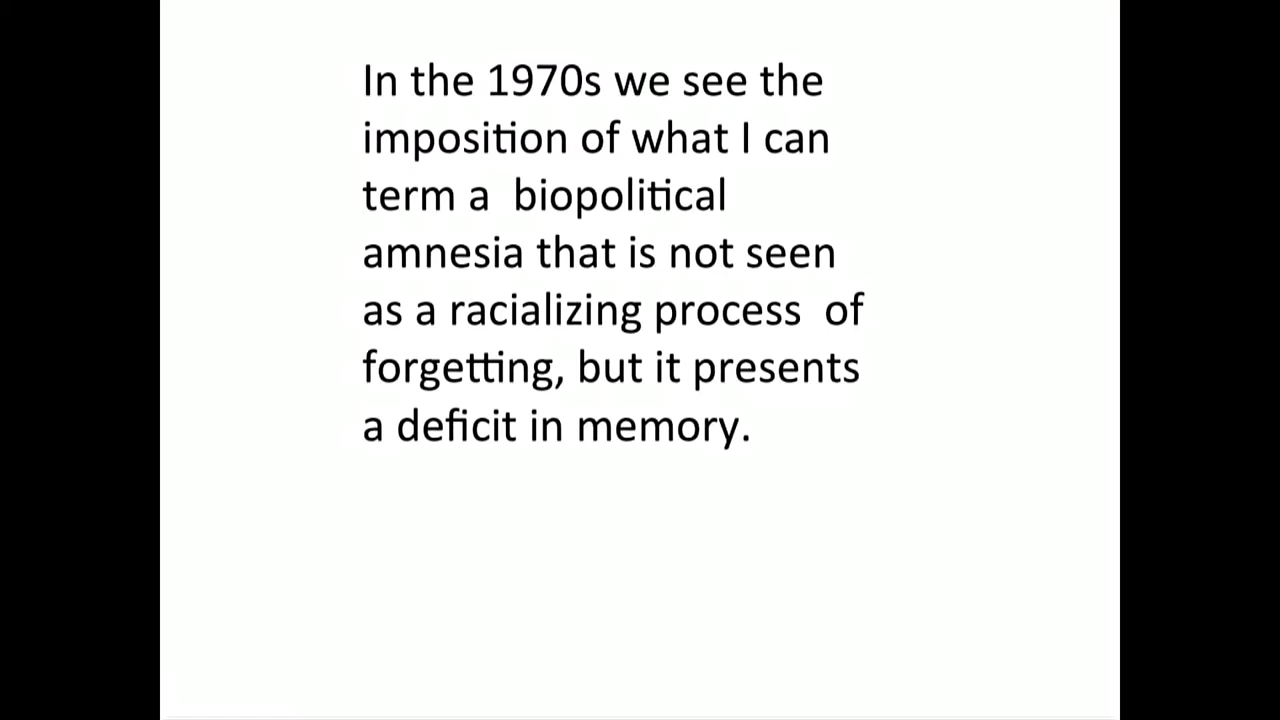 In the 1970s we see the
imposition of what I can
term a  biopolitical
amnesia that is not seen
as a racializing process  of
forgetting, but it presents
a deficit in memory.